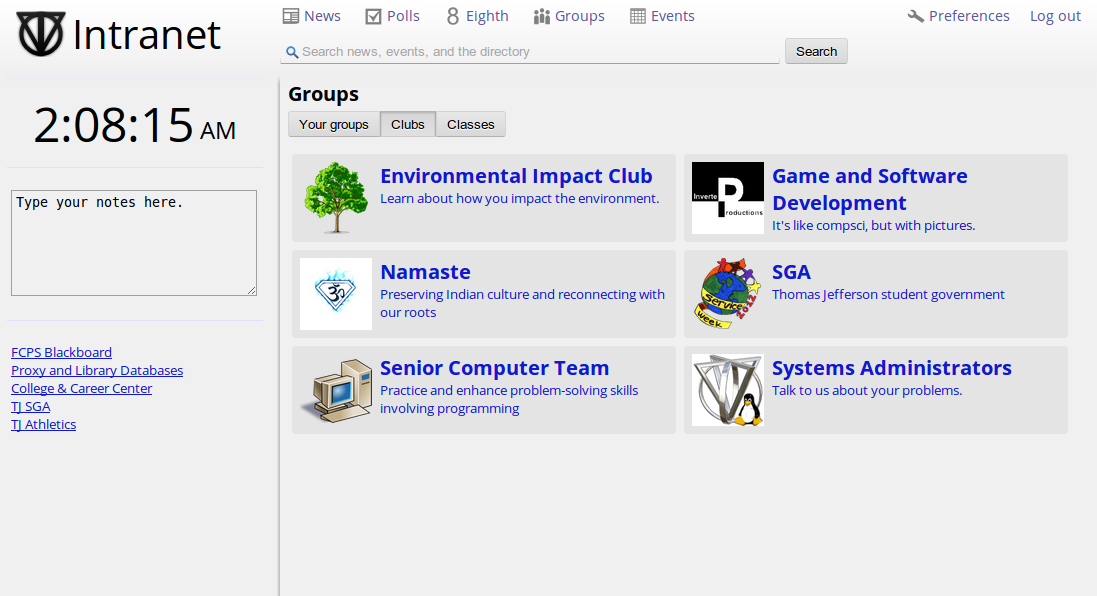 Intranet
News Polls Eighth Groups Events Preferences Log out
Search news, events, and the directory Search
2:08:15 AM
Type your notes here.
FCPS Blackboard
Proxy and Library Databases
College & Career Center
TJ SGA
TJ Athletics
Groups
Your groups Clubs Classes
Environmental Impact Club
Learn about how you impact the environment.
Inverte
P
roductions
Game and Software
Development
It's like compsci, but with pictures.
Namaste
Preserving Indian culture and reconnecting with
our roots
Service
week
2012
SGA
Thomas Jefferson student government
Senior Computer Team
Practice and enhance problem-solving skills
involving programming
Systems Administrators
Talk to us about your problems.